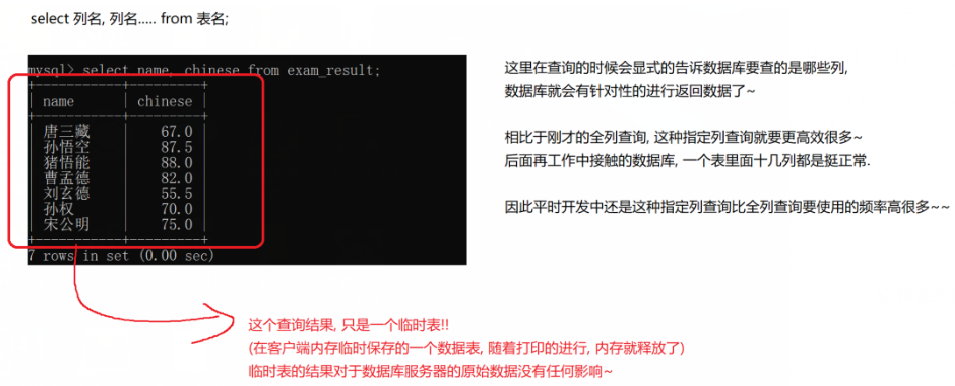 select 列名, 列名..... from 表名;
mysql> select name, chinese from exam_result;
+-----------+---------+
| name | chinese |
+-----------+---------+
| 唐三藏 | 67.0 |
| 孙悟空 | 87.5 |
| 猪悟能 | 88.0 |
| 曹孟德 | 82.0 |
| 刘玄德 | 55.5 |
| 孙权 | 70.0 |
| 宋公明 | 75.0 |
+-----------+---------+
7 rows in set (0.00 sec)
这里在查询的时候会显式的告诉数据库要查的是哪些列,
数据库就会有针对性的进行返回数据了~
相比于刚才的全列查询, 这种指定列查询就要更高效很多~
后面再工作中接触的数据库, 一个表里面十几列都是挺正常.
因此平时开发中还是这种指定列查询比全列查询要使用的频率高很多~~
这个查询结果, 只是一个临时表!!
(在客户端内存临时保存的一个数据表, 随着打印的进行, 内存就释放了)
临时表的结果对于数据库服务器的原始数据没有任何影响~